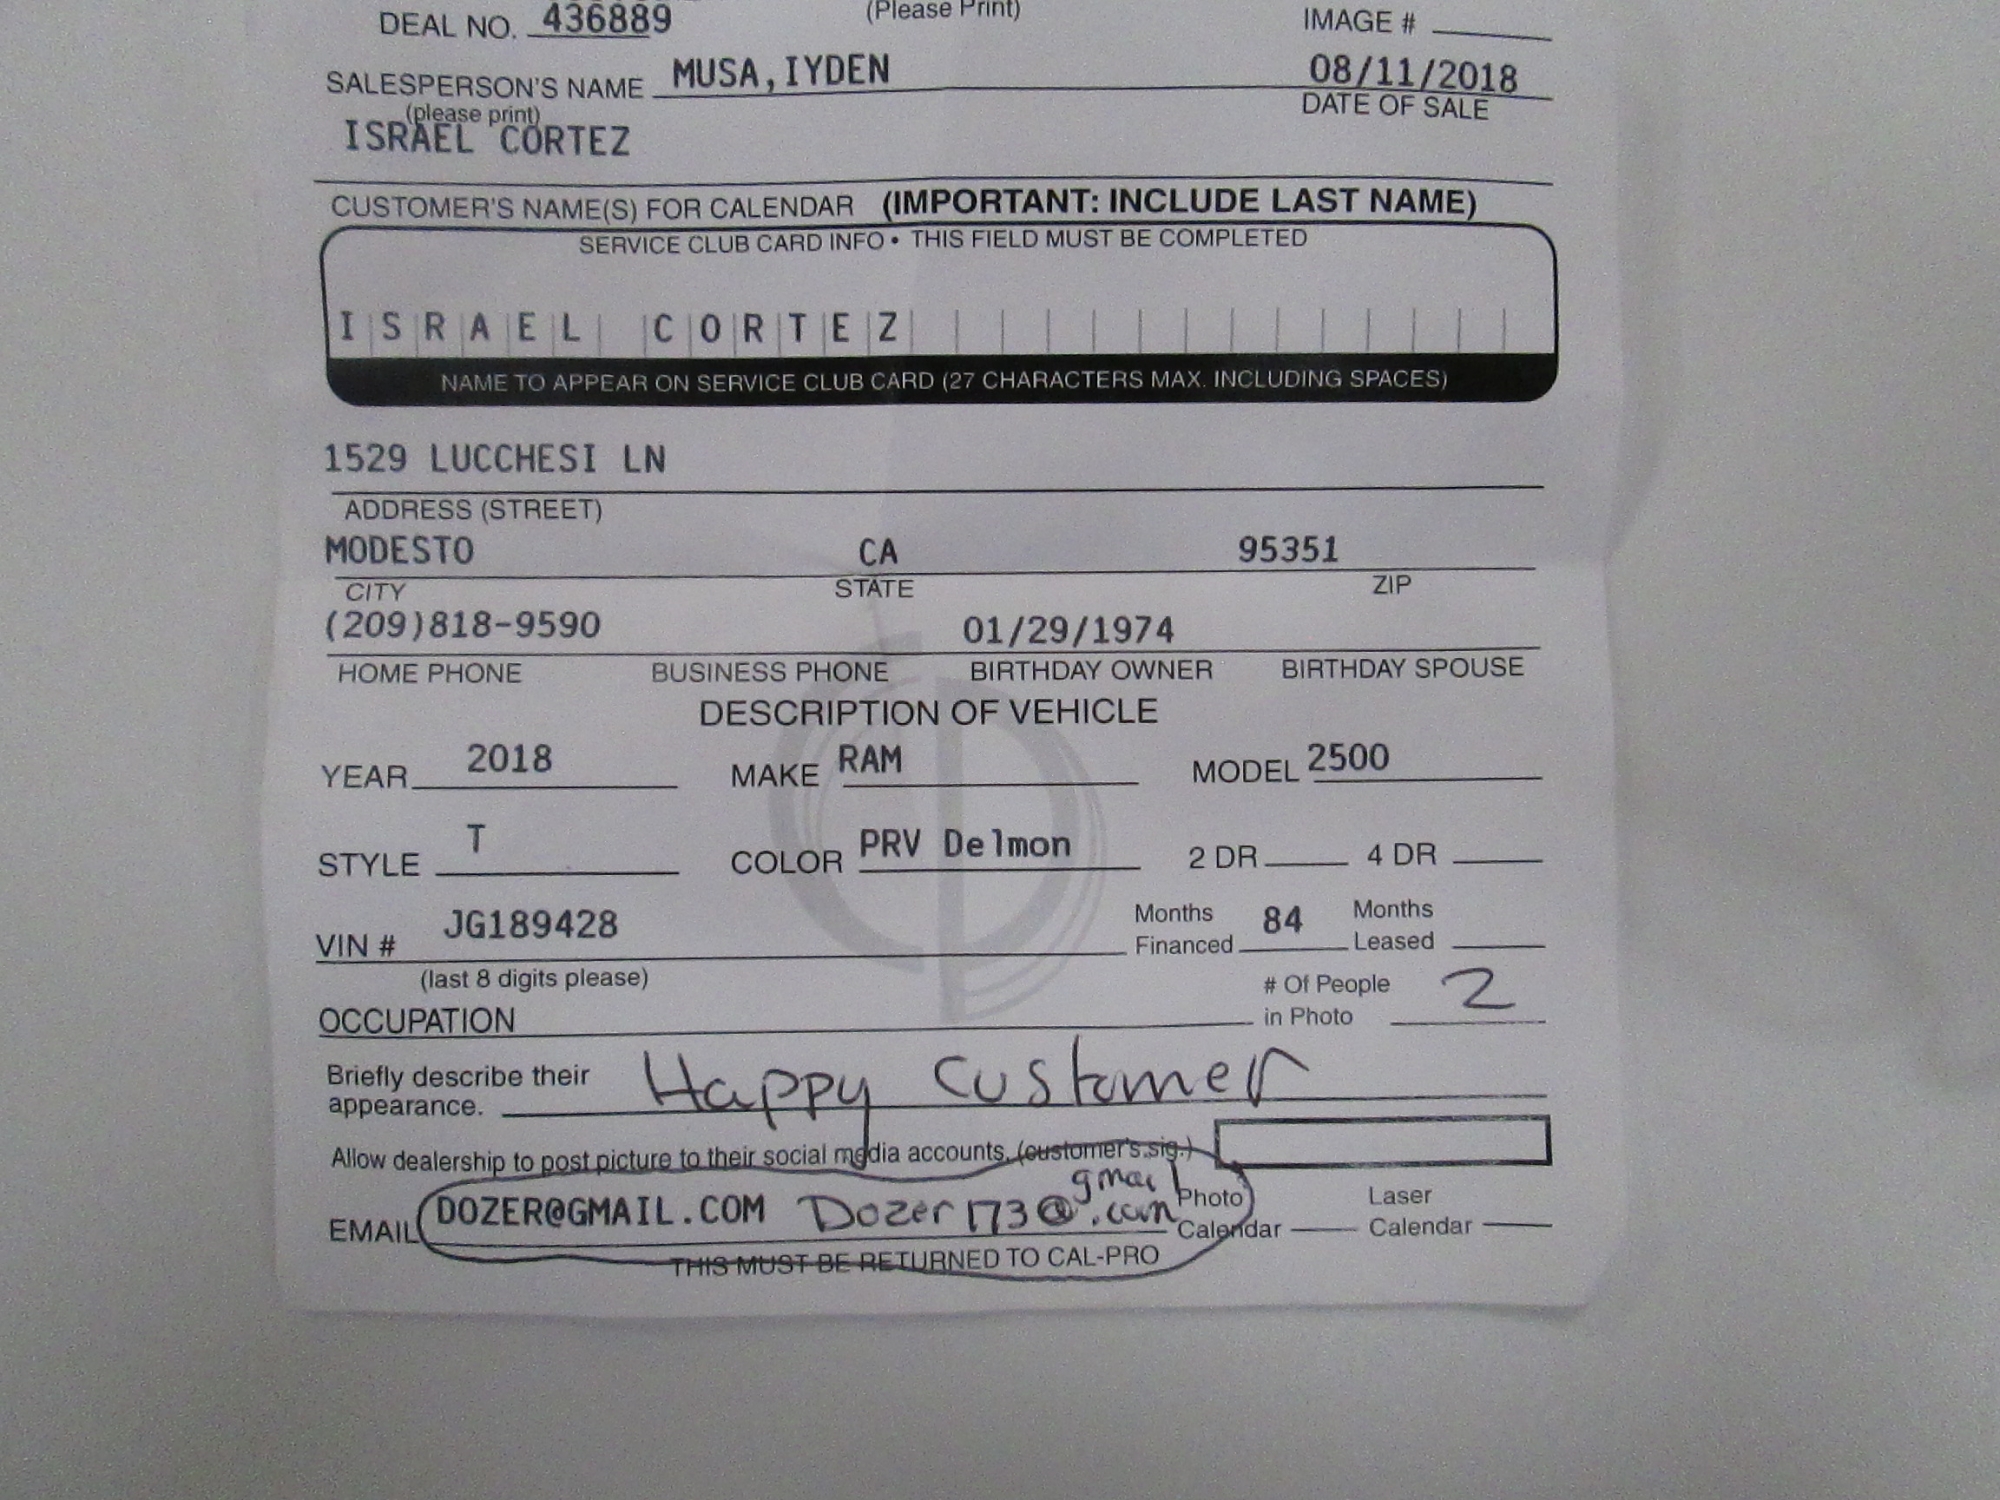 DEAL NO. 436889 (Please Print) IMAGE #
SALESPERSON'S NAME MUSA, IYDEN 08/11/2018
(please print) DATE OF SALE
ISRAEL CORTEZ
CUSTOMER'S NAME(S) FOR CALENDAR (IMPORTANT: INCLUDE LAST NAME)
SERVICE CLUB CARD INFO • THIS FIELD MUST BE COMPLETED
ISRAEL CORTEZ
NAME TO APPEAR ON SERVICE CLUB CARD (27 CHARACTERS MAX. INCLUDING SPACES)
1529 LUCCHESI LN
ADDRESS (STREET)
MODESTO CA 95351
CITY STATE ZIP
(209)818-9590 01/29/1974
HOME PHONE BUSINESS PHONE BIRTHDAY OWNER BIRTHDAY SPOUSE
DESCRIPTION OF VEHICLE
YEAR 2018 MAKE RAM MODEL 2500
STYLE T COLOR PRV Delmon 2 DR 4 DR
VIN # JG189428 Months Financed 84 Months Leased
(last 8 digits please) # Of People in Photo 2
OCCUPATION
Briefly describe their appearance. Happy Customer
Allow dealership to post picture to their social media accounts. (customer's sig.)
EMAIL DOZER@GMAIL.COM Dozer173@gmail.com Photo Calendar Laser Calendar
THIS MUST BE RETURNED TO CAL-PRO